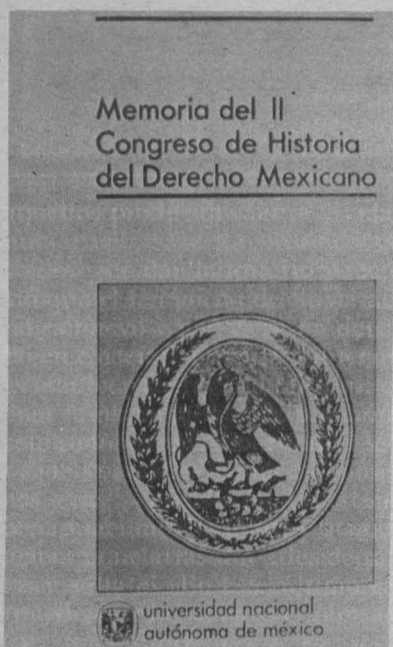 Memoria del II
Congreso de Historia
del Derecho Mexicano
universidad nacional
autónoma de méxico